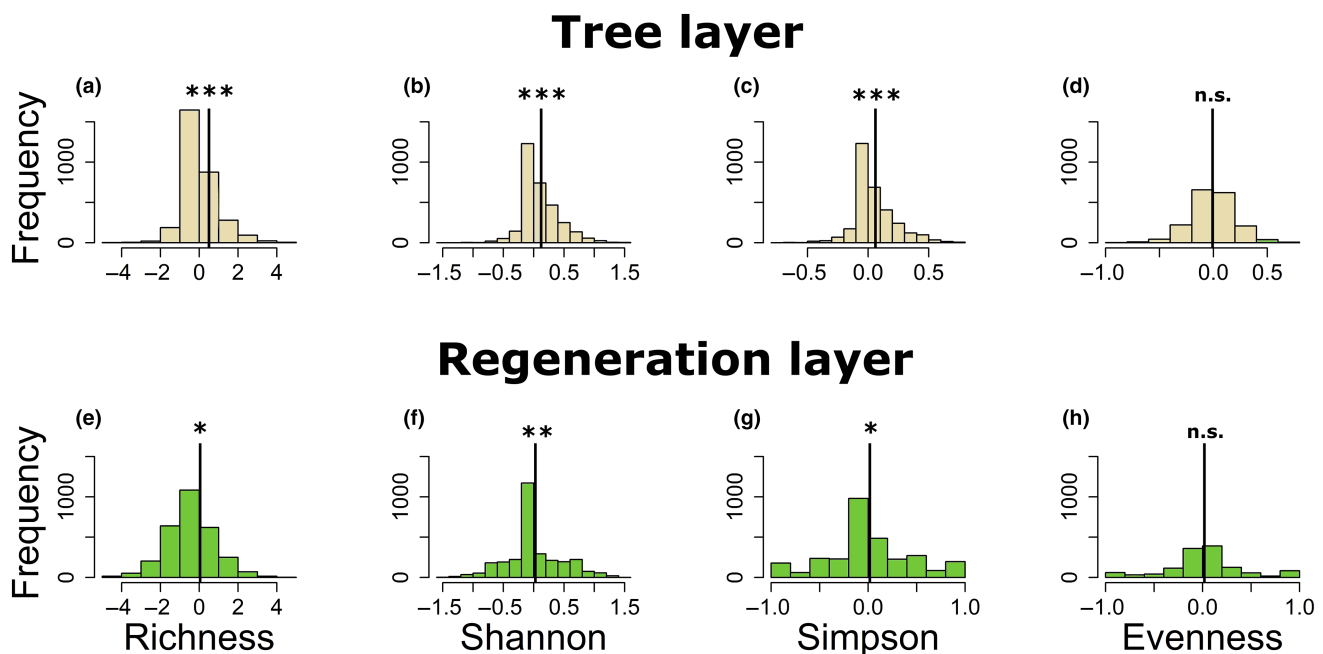 Tree layer
(a) *** (b) *** (c) *** (d) n.s.
Frequency
1000
0
1000
0
1000
0
1000
0
−4 −2 0 2 4 −1.5 −0.5 0.5 1.5 −0.5 0.0 0.5 −1.0 0.0 0.5
Regeneration layer
(e) * (f) ** (g) * (h) n.s.
Frequency
1000
0
1000
0
1000
0
1000
0
−4 −2 0 2 4 −1.5 −0.5 0.5 1.5 −1.0 0.0 1.0 −1.0 0.0 1.0
Richness Shannon Simpson Evenness